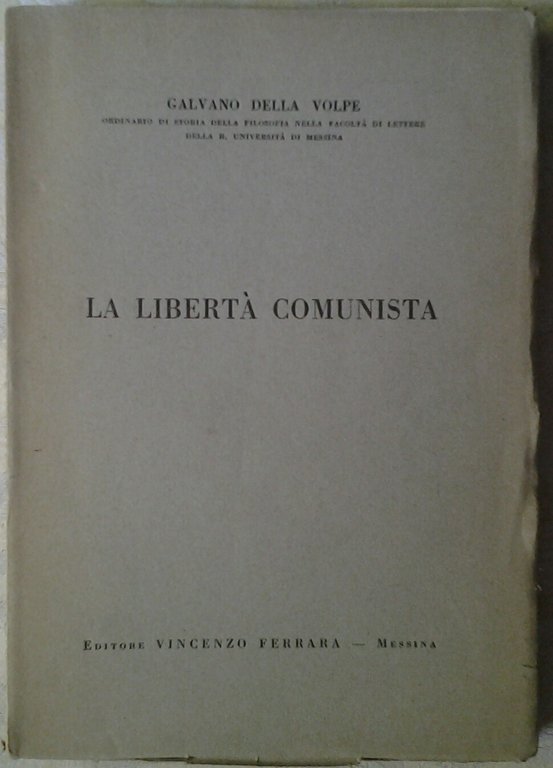 GALVANO DELLA VOLPE
ORDINARIO DI STORIA DELLA FILOSOFIA NELLA FACOLTÀ DI LETTERE
DELLA R. UNIVERSITÀ DI MESSINA
LA LIBERTÀ COMUNISTA
EDITORE VINCENZO FERRARA — MESSINA